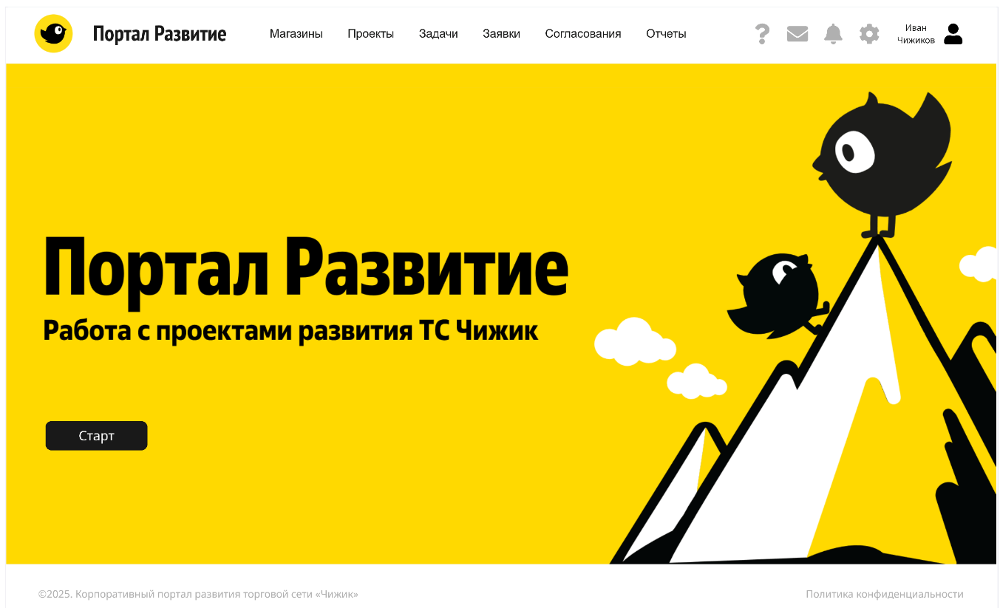 Портал Развитие
Магазины Проекты Задачи Заявки Согласования Отчеты
Иван
Чижиков
Портал Развитие
Работа с проектами развития ТС Чижик
Старт
©2025. Корпоративный портал развития торговой сети «Чижик»
Политика конфиденциальности